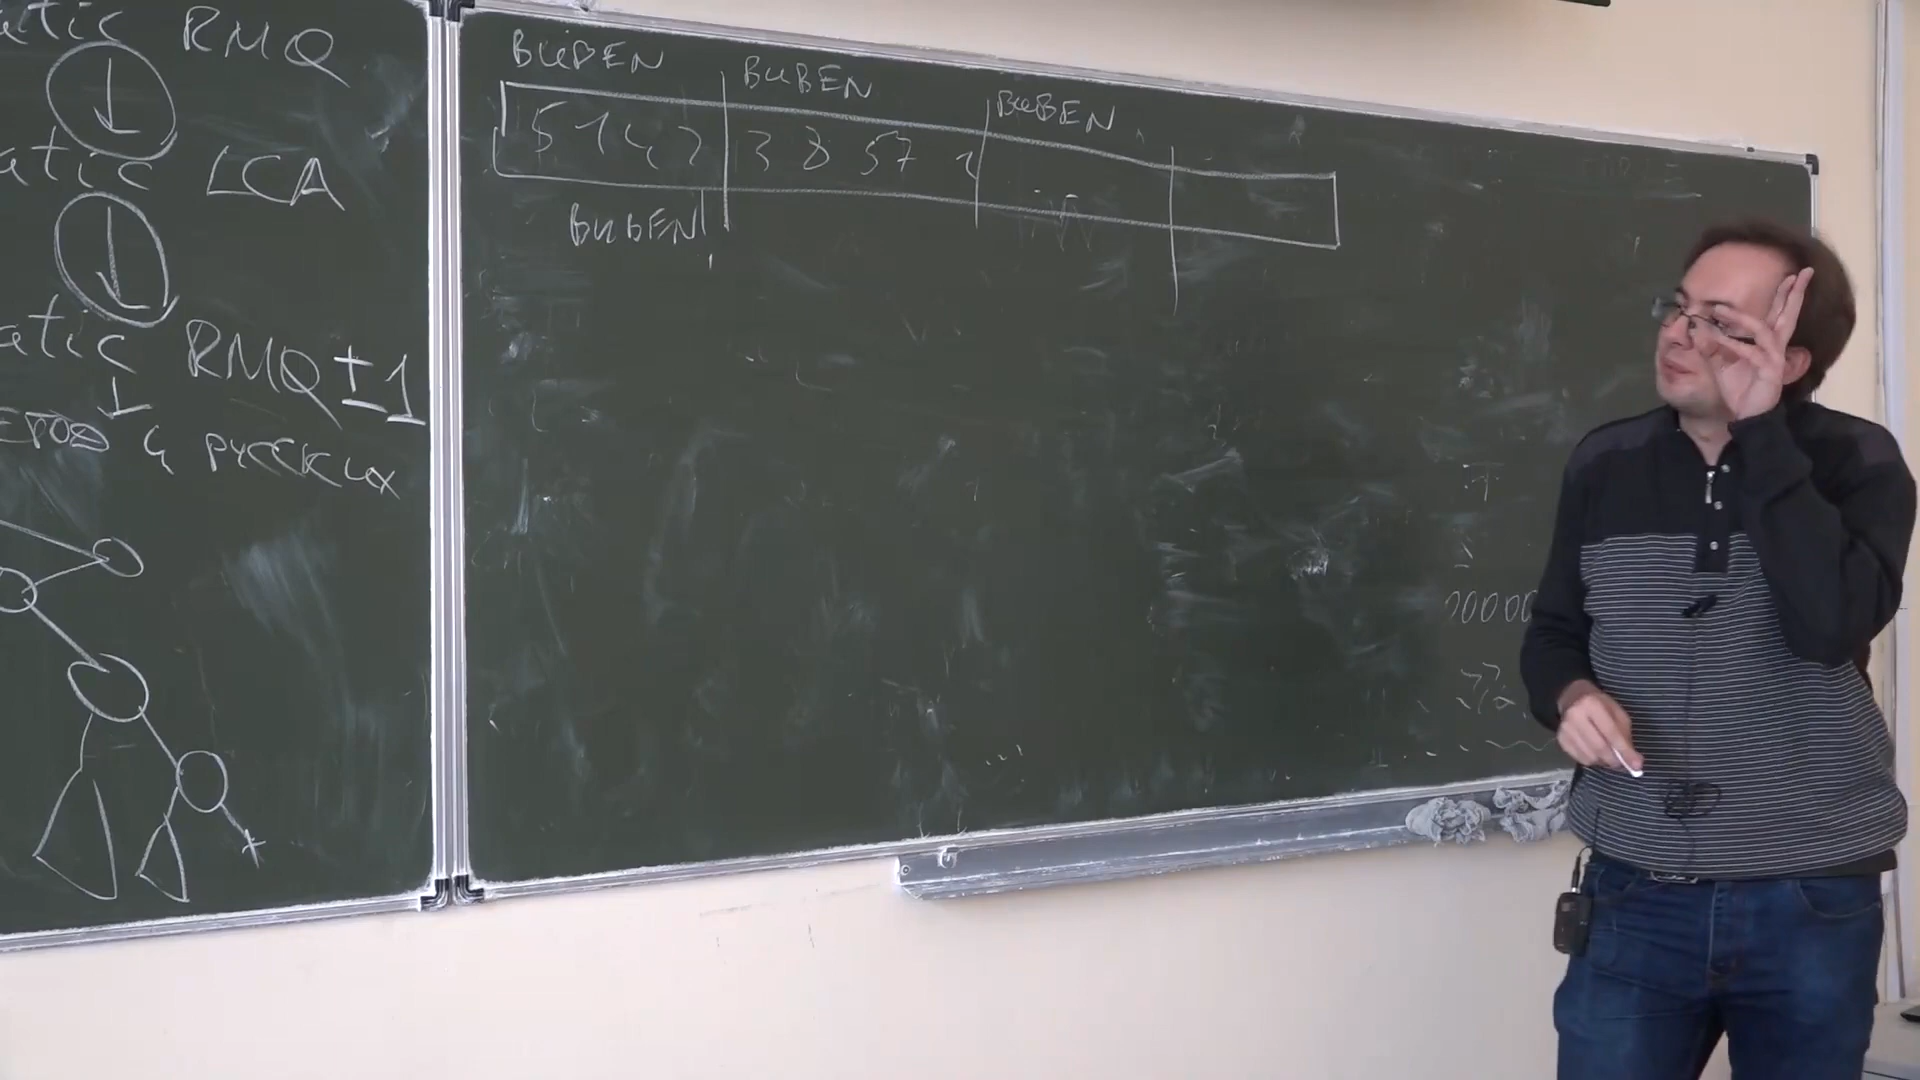 atic RMQ
atic LCA
atic RMQ±1
4 русских
BUBEN
BUBEN
BUBEN
5 1 4 2 3 8 5 7 2
BUBEN